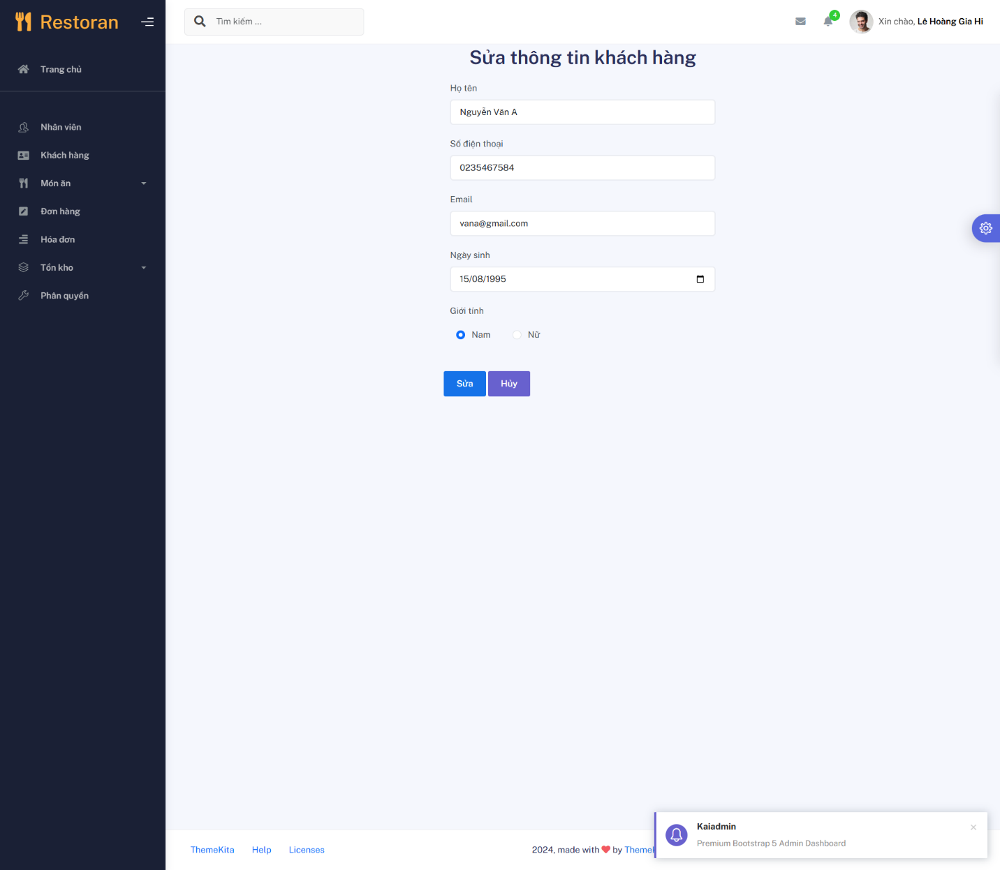 Restoran
Tìm kiếm ...
4
Xin chào, Lê Hoàng Gia Hi
Trang chủ
Nhân viên
Khách hàng
Món ăn
Đơn hàng
Hóa đơn
Tồn kho
Phân quyền
Sửa thông tin khách hàng
Họ tên
Nguyễn Văn A
Số điện thoại
0235467584
Email
vana@gmail.com
Ngày sinh
15/08/1995
Giới tính
Nam Nữ
Sửa Hủy
Kaiadmin
Premium Bootstrap 5 Admin Dashboard
ThemeKita Help Licenses
2024, made with by